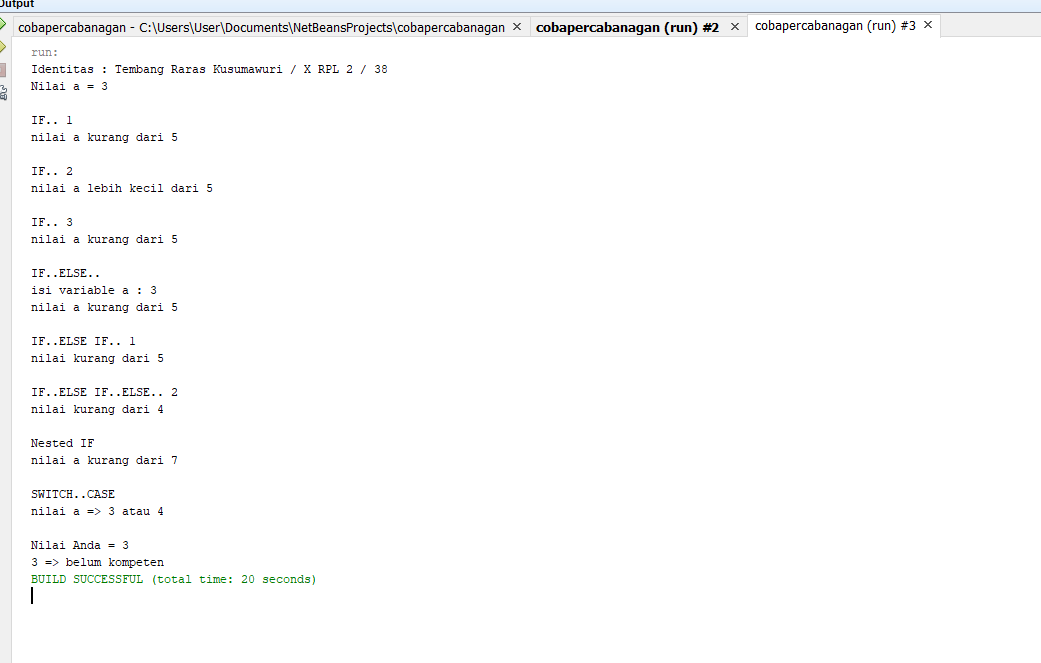 Output
cobapercabanagan - C:\Users\User\Documents\NetBeansProjects\cobapercabanagan × cobapercabanagan (run) #2 × cobapercabanagan (run) #3 ×
run:
Identitas : Tembang Raras Kusumawuri / X RPL 2 / 38
Nilai a = 3
IF.. 1
nilai a kurang dari 5
IF.. 2
nilai a lebih kecil dari 5
IF.. 3
nilai a kurang dari 5
IF..ELSE..
isi variable a : 3
nilai a kurang dari 5
IF..ELSE IF.. 1
nilai kurang dari 5
IF..ELSE IF..ELSE.. 2
nilai kurang dari 4
Nested IF
nilai a kurang dari 7
SWITCH..CASE
nilai a => 3 atau 4
Nilai Anda = 3
3 => belum kompeten
BUILD SUCCESSFUL (total time: 20 seconds)